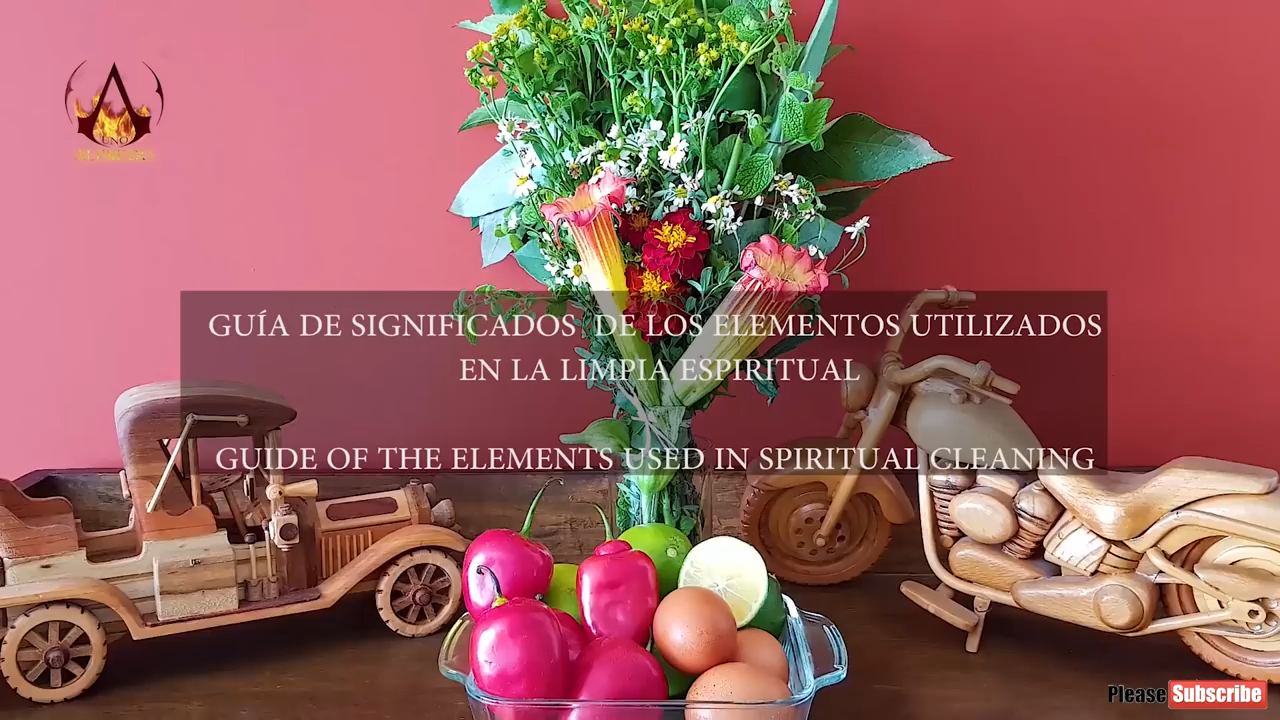 UNO
GUÍA DE SIGNIFICADOS DE LOS ELEMENTOS UTILIZADOS
EN LA LIMPIA ESPIRITUAL
GUIDE OF THE ELEMENTS USED IN SPIRITUAL CLEANING
Please Subscribe